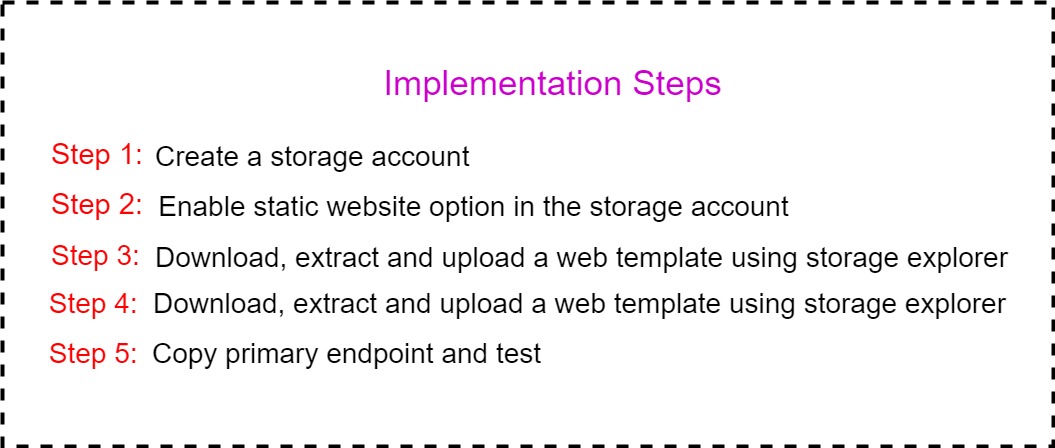 Implementation Steps
Step 1: Create a storage account
Step 2: Enable static website option in the storage account
Step 3: Download, extract and upload a web template using storage explorer
Step 4: Download, extract and upload a web template using storage explorer
Step 5: Copy primary endpoint and test